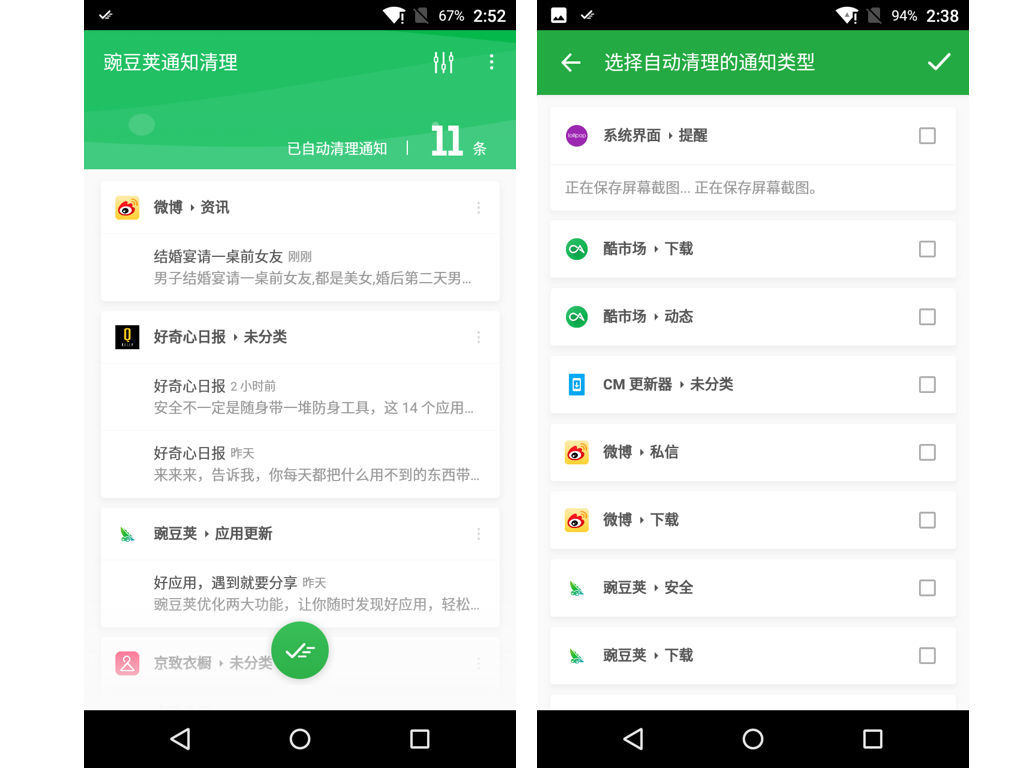 67% 2:52
豌豆荚通知清理
已自动清理通知 | 11 条
微博 ▸ 资讯
结婚宴请一桌前女友 刚刚
男子结婚宴请一桌前女友,都是美女,婚后第二天男...
好奇心日报 ▸ 未分类
好奇心日报 2 小时前
安全不一定是随身带一堆防身工具，这 14 个应用...
好奇心日报 昨天
来来来，告诉我，你每天都把什么用不到的东西带...
豌豆荚 ▸ 应用更新
好应用，遇到就要分享 昨天
豌豆荚优化两大功能，让你随时发现好应用，轻松...
京致衣橱 ▸ 未分类
94% 2:38
选择自动清理的通知类型
lollipop
系统界面 ▸ 提醒
正在保存屏幕截图... 正在保存屏幕截图。
酷市场 ▸ 下载
酷市场 ▸ 动态
CM 更新器 ▸ 未分类
微博 ▸ 私信
微博 ▸ 下载
豌豆荚 ▸ 安全
豌豆荚 ▸ 下载